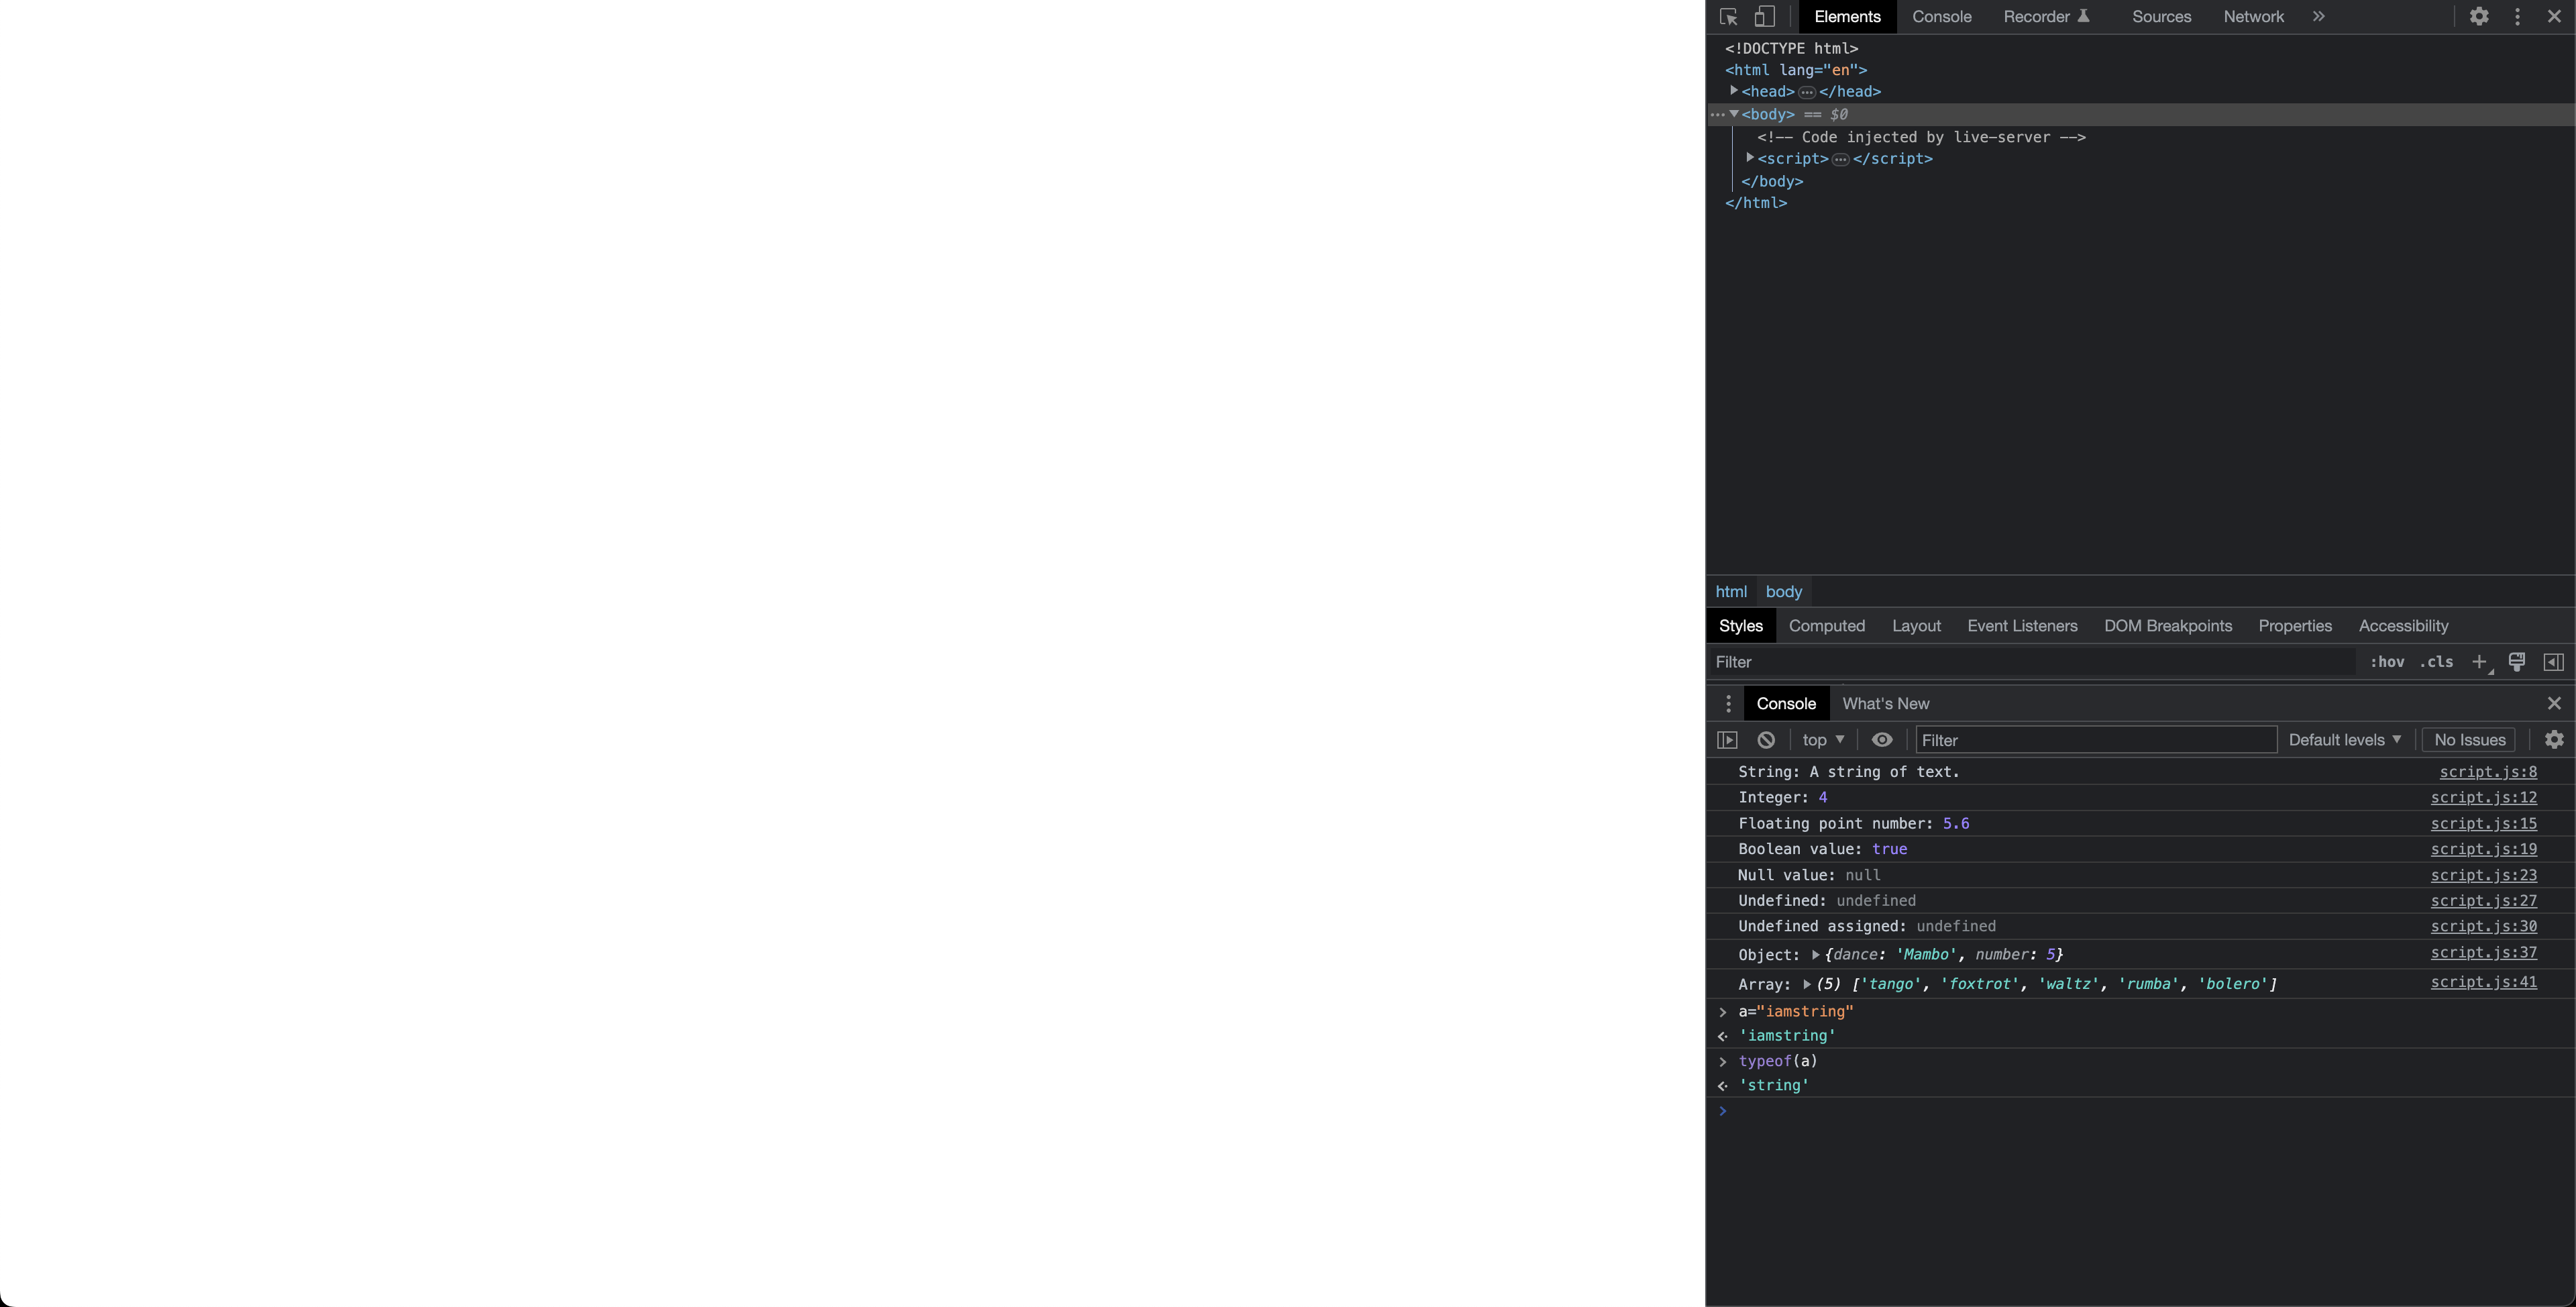 Elements Console Recorder Sources Network »
<!DOCTYPE html>
<html lang="en">
<head>…</head>
…<body> == $0
<!-- Code injected by live-server -->
<script>…</script>
</body>
</html>
html body
Styles Computed Layout Event Listeners DOM Breakpoints Properties Accessibility
Filter :hov .cls +
Console What's New
top Filter Default levels No Issues
String: A string of text. script.js:8
Integer: 4 script.js:12
Floating point number: 5.6 script.js:15
Boolean value: true script.js:19
Null value: null script.js:23
Undefined: undefined script.js:27
Undefined assigned: undefined script.js:30
Object: {dance: 'Mambo', number: 5} script.js:37
Array: (5) ['tango', 'foxtrot', 'waltz', 'rumba', 'bolero'] script.js:41
> a="iamstring"
'iamstring'
> typeof(a)
'string'
>